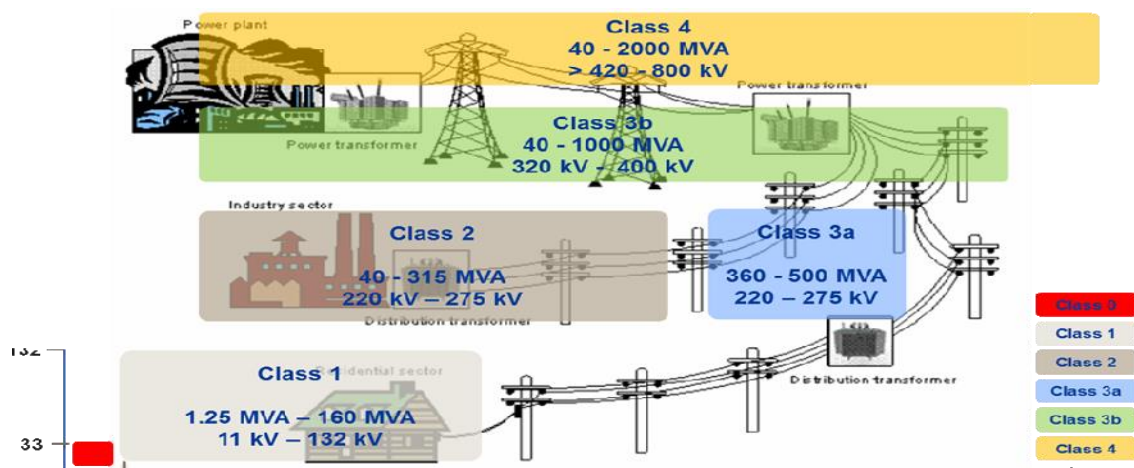 Power plant
Class 4
40 - 2000 MVA
> 420 - 800 kV
Power transformer
Class 3b
40 - 1000 MVA
320 kV - 400 kV
Power transformer
Industry sector
Class 2
40 - 315 MVA
220 kV – 275 kV
Distribution transformer
Class 3a
360 - 500 MVA
220 – 275 kV
Class 1
Residential sector
1.25 MVA – 160 MVA
11 kV – 132 kV
Distribution transformer
132
33
Class 0
Class 1
Class 2
Class 3a
Class 3b
Class 4